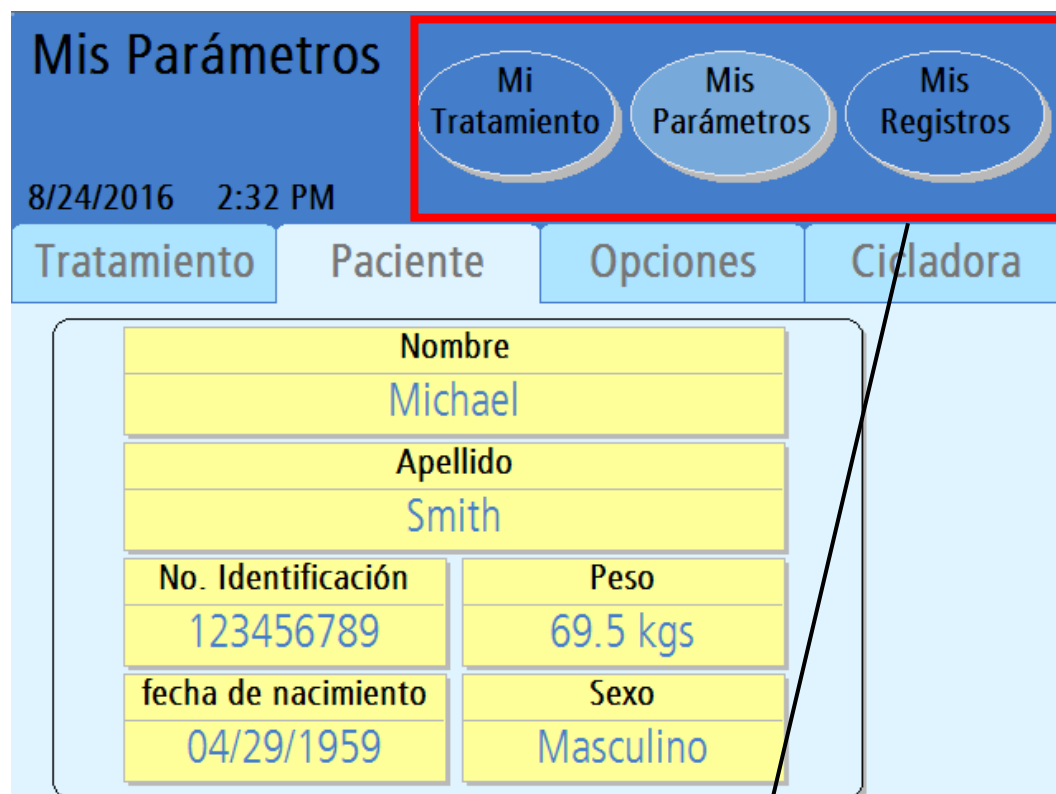 Mis Parámetros
Mi
Tratamiento
Mis
Parámetros
Mis
Registros
8/24/2016 2:32 PM
Tratamiento Paciente Opciones Cicladora
Nombre
Michael
Apellido
Smith
No. Identificación Peso
123456789 69.5 kgs
fecha de nacimiento Sexo
04/29/1959 Masculino